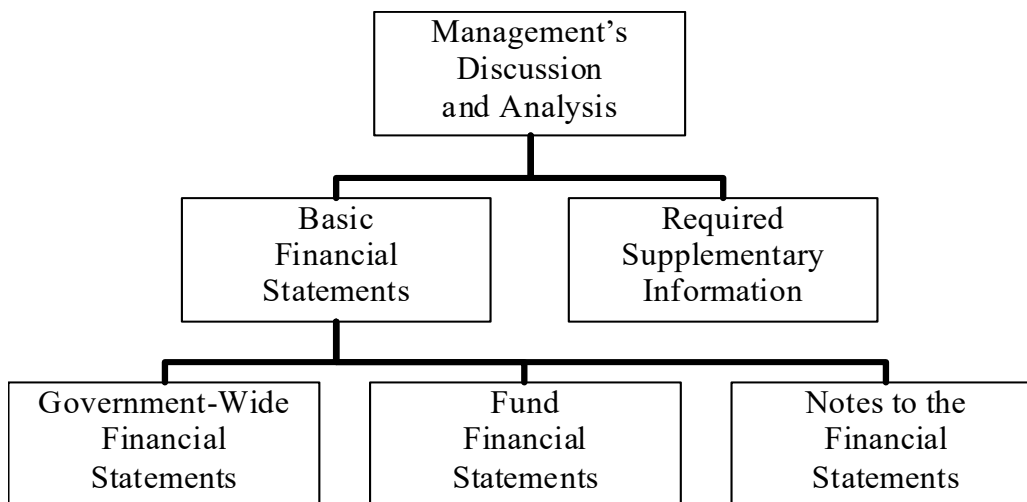 Management’s
Discussion
and Analysis
Basic
Financial
Statements
Required
Supplementary
Information
Government-Wide
Financial
Statements
Fund
Financial
Statements
Notes to the
Financial
Statements